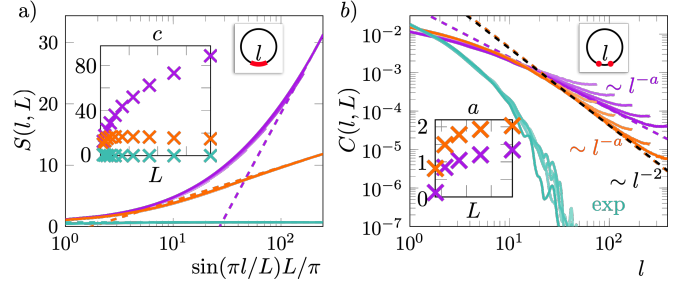 a)
S(l, L)
30
20
10
0
c
80
40
0
L
l
10^0
10^1
10^2
sin(πl/L)L/π
b)
C(l, L)
10^{-2}
10^{-3}
10^{-4}
10^{-5}
10^{-6}
10^{-7}
l
~ l^{-a}
~ l^{-a}
~ l^{-2}
exp
a
2
1
0
L
10^0
10^1
10^2
l